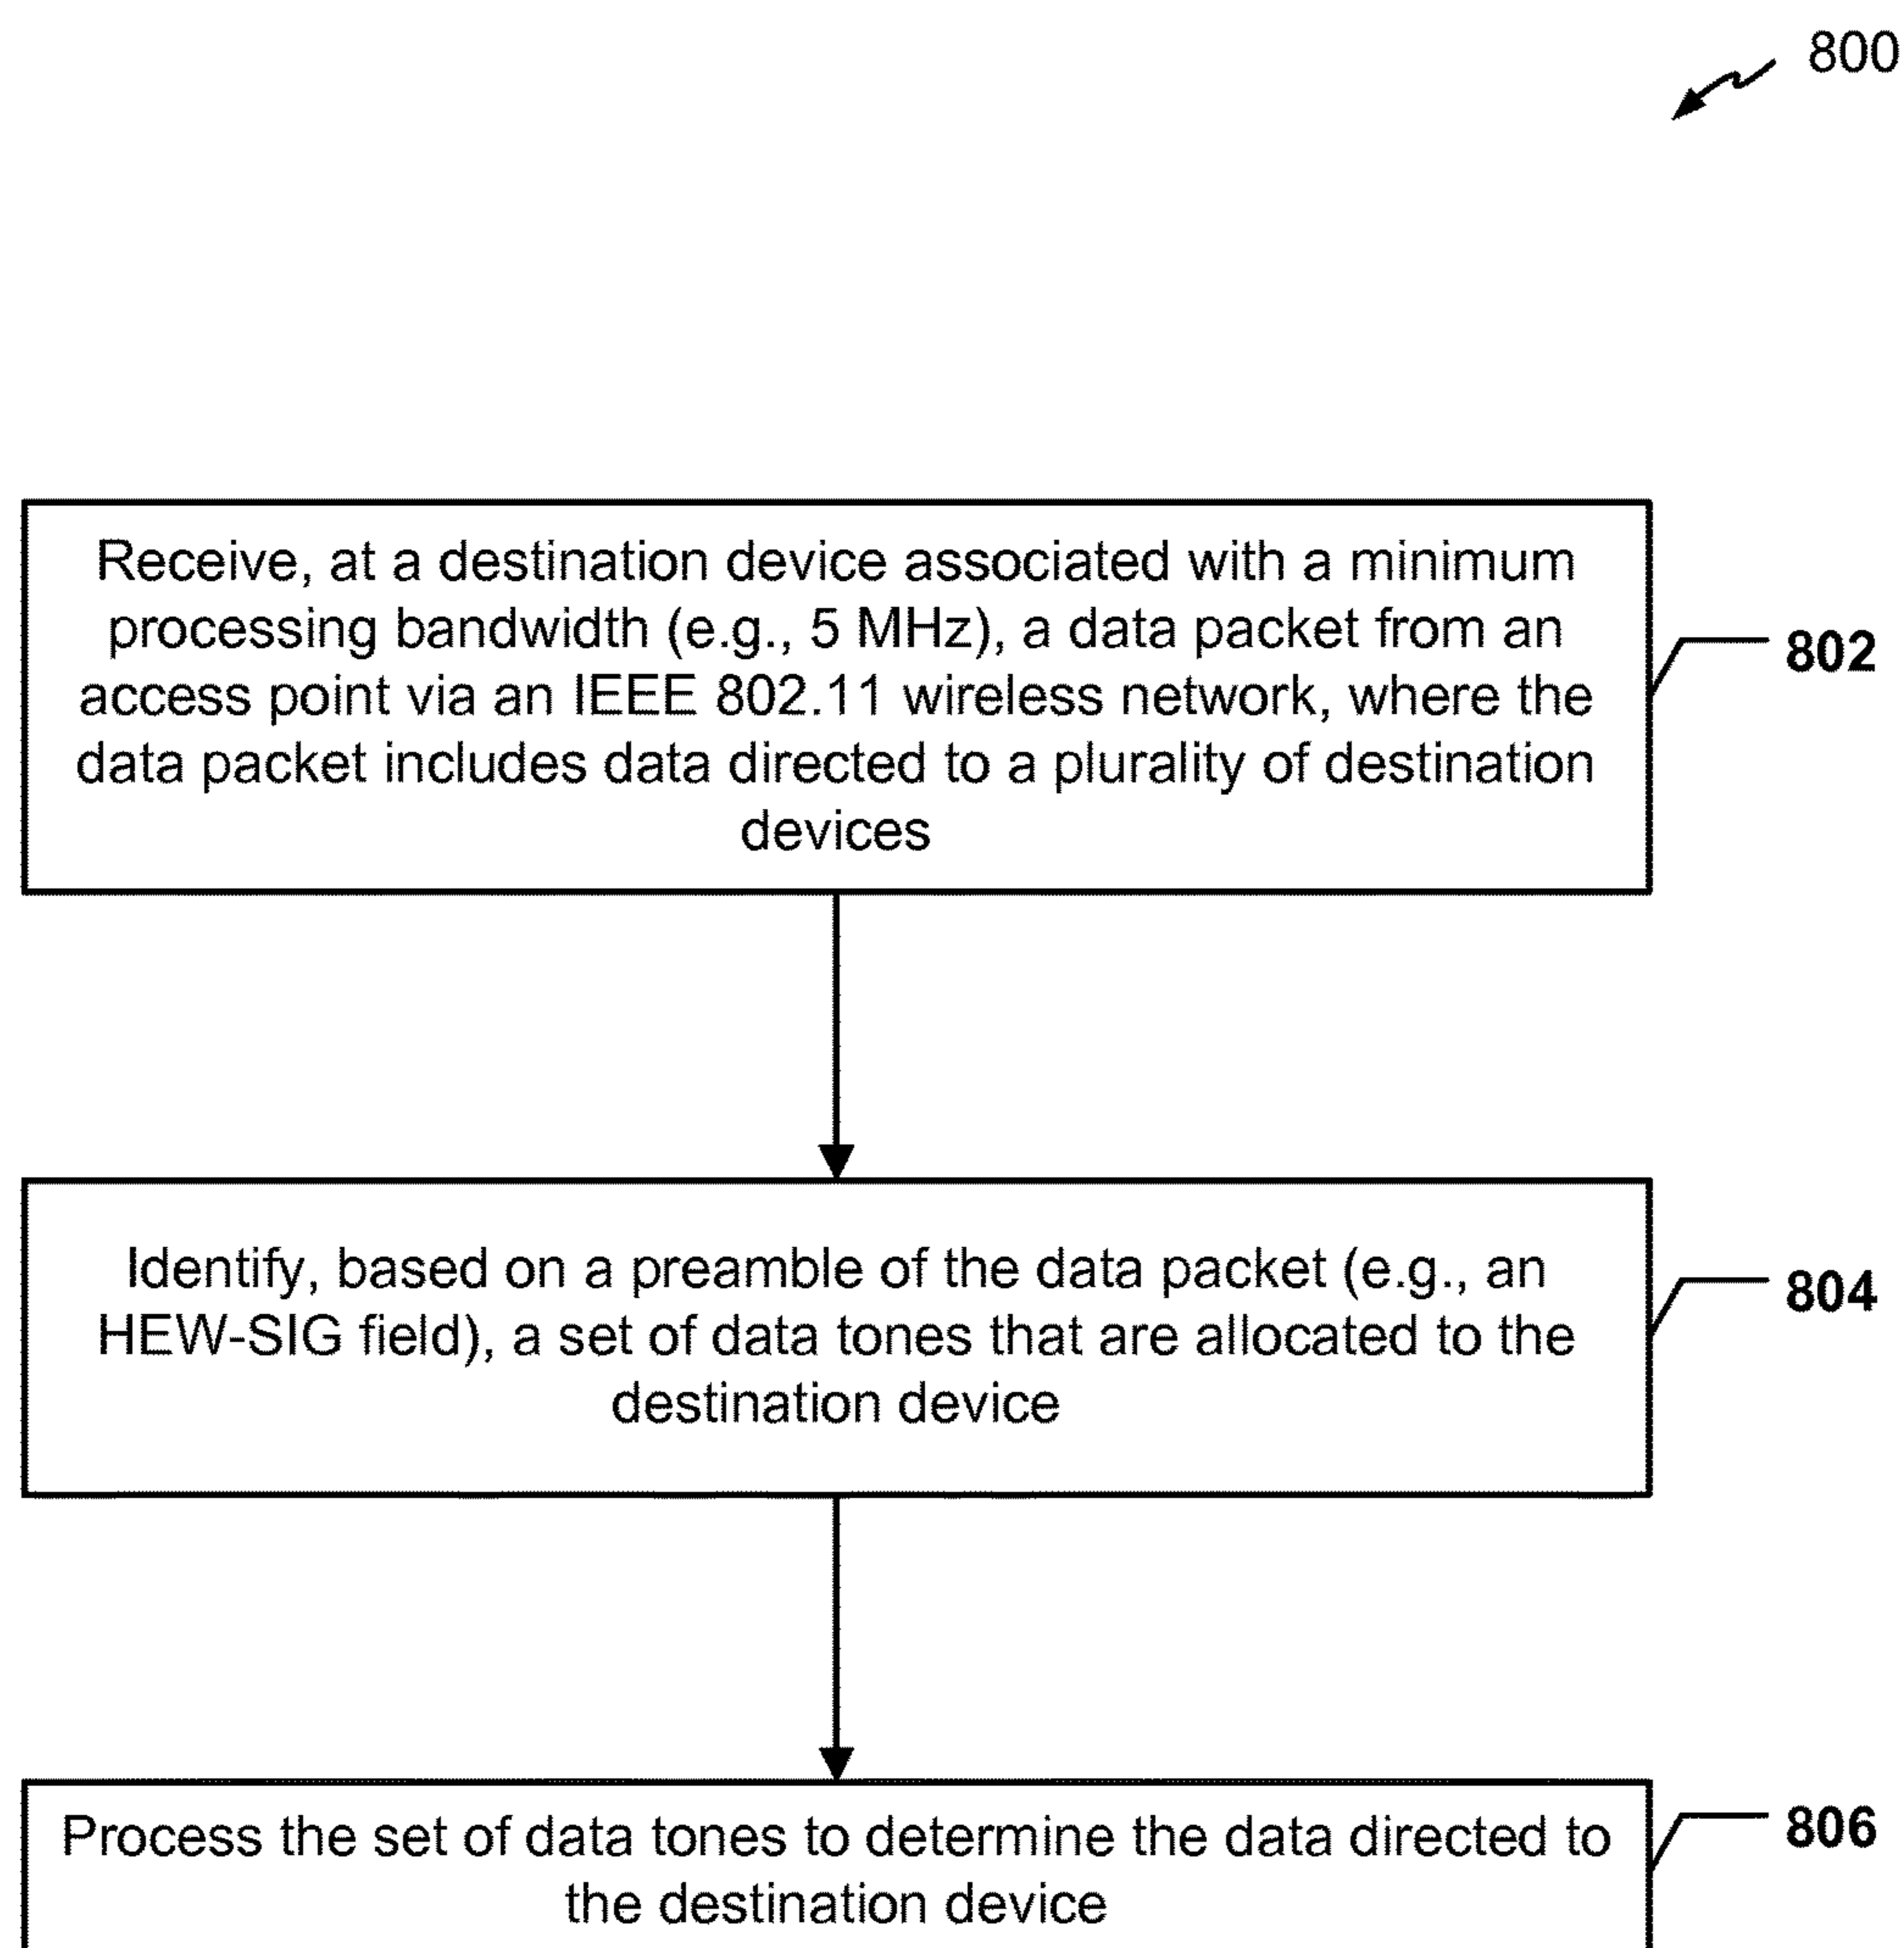 800
Receive, at a destination device associated with a minimum
processing bandwidth (e.g., 5 MHz), a data packet from an
access point via an IEEE 802.11 wireless network, where the
data packet includes data directed to a plurality of destination
devices
802
Identify, based on a preamble of the data packet (e.g., an
HEW-SIG field), a set of data tones that are allocated to the
destination device
804
Process the set of data tones to determine the data directed to
the destination device
806